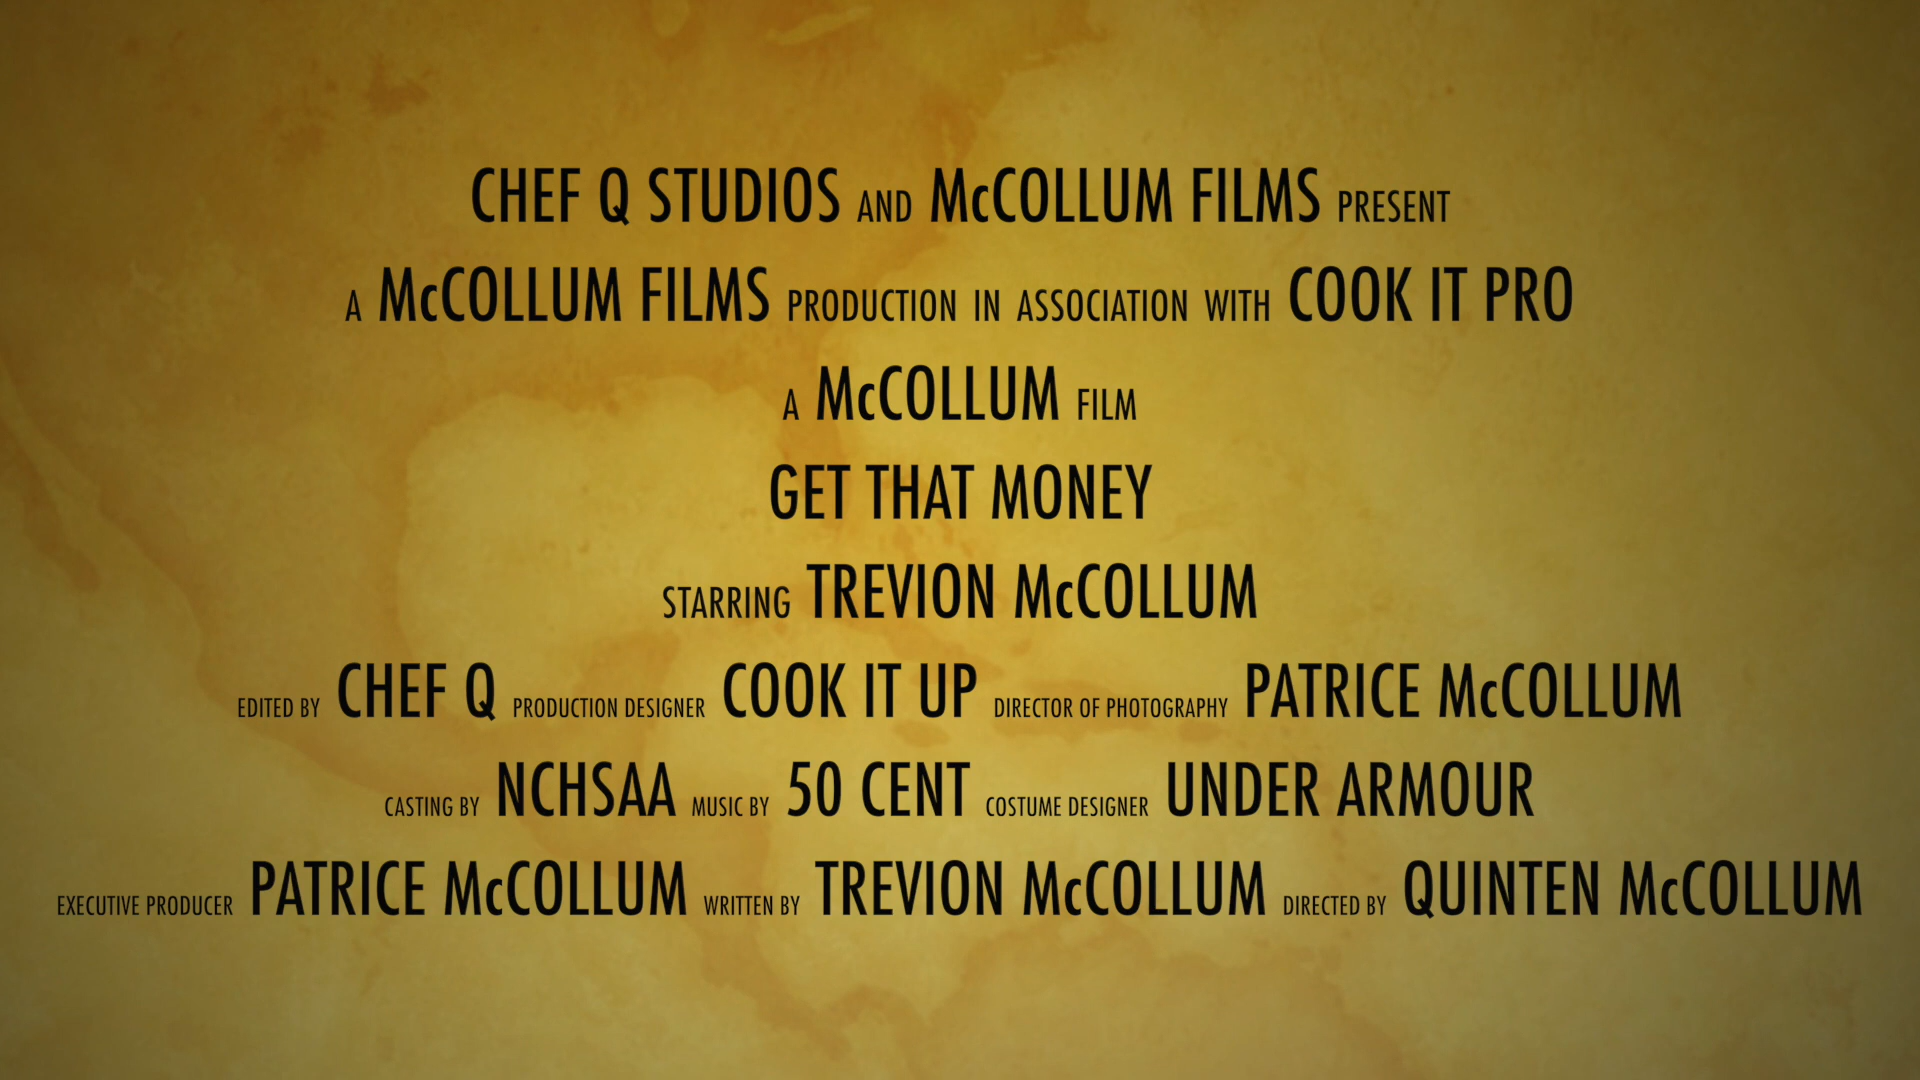 CHEF Q STUDIOS AND McCOLLUM FILMS PRESENT
A McCOLLUM FILMS PRODUCTION IN ASSOCIATION WITH COOK IT PRO
A McCOLLUM FILM
GET THAT MONEY
STARRING TREVION McCOLLUM
EDITED BY CHEF Q PRODUCTION DESIGNER COOK IT UP DIRECTOR OF PHOTOGRAPHY PATRICE McCOLLUM
CASTING BY NCHSAA MUSIC BY 50 CENT COSTUME DESIGNER UNDER ARMOUR
EXECUTIVE PRODUCER PATRICE McCOLLUM WRITTEN BY TREVION McCOLLUM DIRECTED BY QUINTEN McCOLLUM